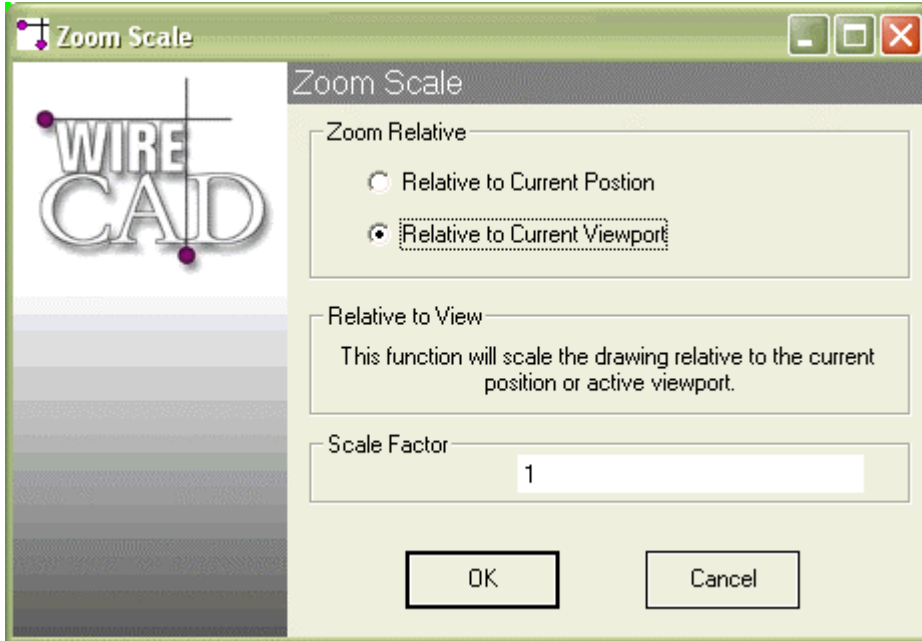 Zoom Scale
WIRE
CAD
Zoom Scale
Zoom Relative
Relative to Current Postion
Relative to Current Viewport
Relative to View
This function will scale the drawing relative to the current
position or active viewport.
Scale Factor
1
OK
Cancel